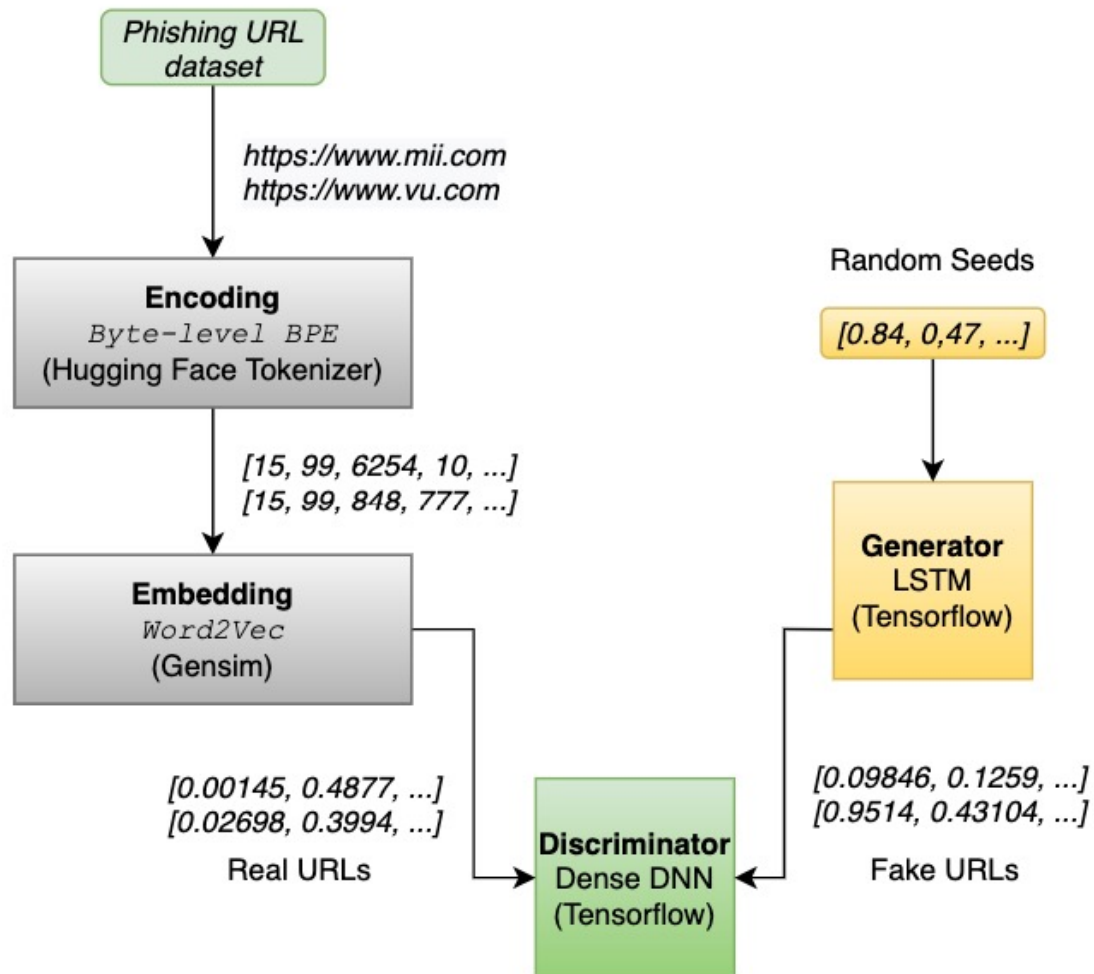 Phishing URL
dataset
https://www.mii.com
https://www.vu.com
Encoding
Byte-level BPE
(Hugging Face Tokenizer)
[15, 99, 6254, 10, ...]
[15, 99, 848, 777, ...]
Embedding
Word2Vec
(Gensim)
[0.00145, 0.4877, ...]
[0.02698, 0.3994, ...]
Real URLs
Random Seeds
[0.84, 0,47, ...]
Generator
LSTM
(Tensorflow)
[0.09846, 0.1259, ...]
[0.9514, 0.43104, ...]
Fake URLs
Discriminator
Dense DNN
(Tensorflow)